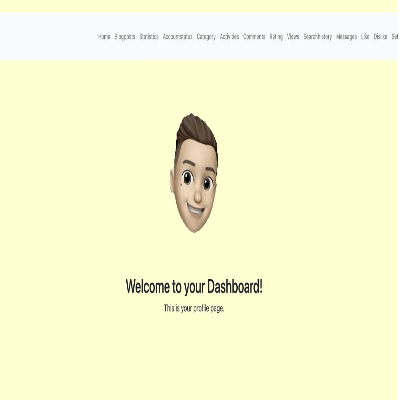 Home Blogposts Statistics Accountstatus Category Activities Comments Rating Views Searchhistory Messages Like Dislike Set
Welcome to your Dashboard!
This is your profile page.